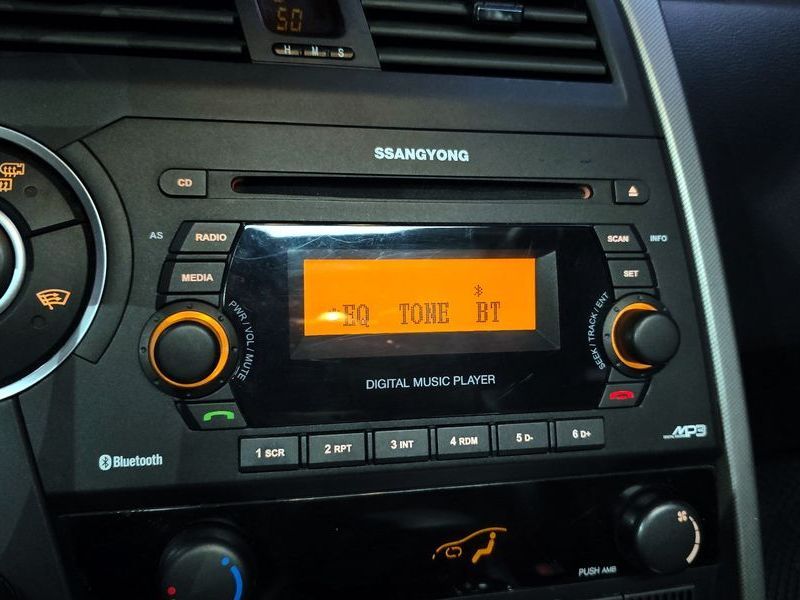 50
H M S
SSANGYONG
CD
AS
RADIO
SCAN
INFO
MEDIA
SET
PWR / VOL / MUTE
EQ TONE BT
SEEK / TRACK / ENT
DIGITAL MUSIC PLAYER
1 SCR
2 RPT
3 INT
4 RDM
5 D-
6 D+
MP3
Bluetooth
PUSH AMB